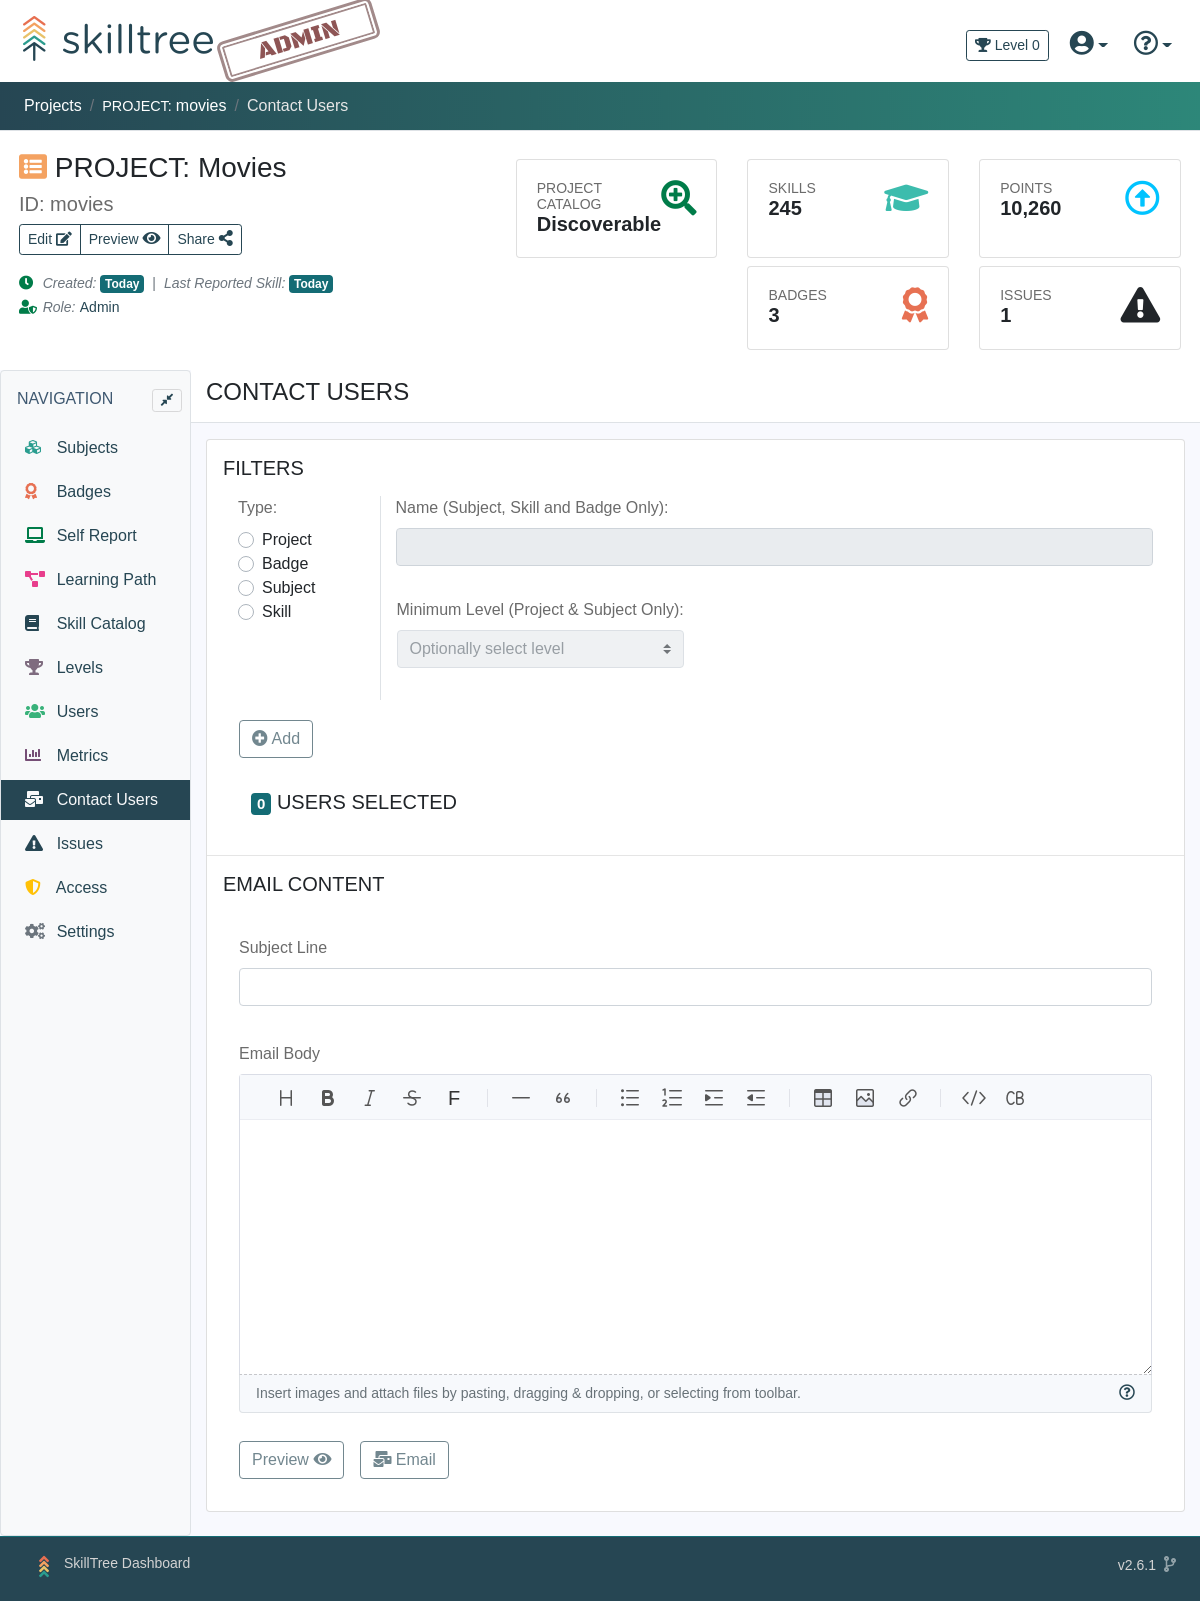 skilltree
ADMIN
Level 0
Projects / PROJECT: movies / Contact Users
PROJECT: Movies
ID: movies
Edit Preview Share
Created: Today | Last Reported Skill: Today
Role: Admin
PROJECT CATALOG
Discoverable
SKILLS
245
POINTS
10,260
BADGES
3
ISSUES
1
NAVIGATION
Subjects
Badges
Self Report
Learning Path
Skill Catalog
Levels
Users
Metrics
Contact Users
Issues
Access
Settings
CONTACT USERS
FILTERS
Type:
Project
Badge
Subject
Skill
Name (Subject, Skill and Badge Only):
Minimum Level (Project & Subject Only):
Optionally select level
Add
0 USERS SELECTED
EMAIL CONTENT
Subject Line
Email Body
H B I S F “ </> CB
Insert images and attach files by pasting, dragging & dropping, or selecting from toolbar.
Preview Email
SkillTree Dashboard
v2.6.1